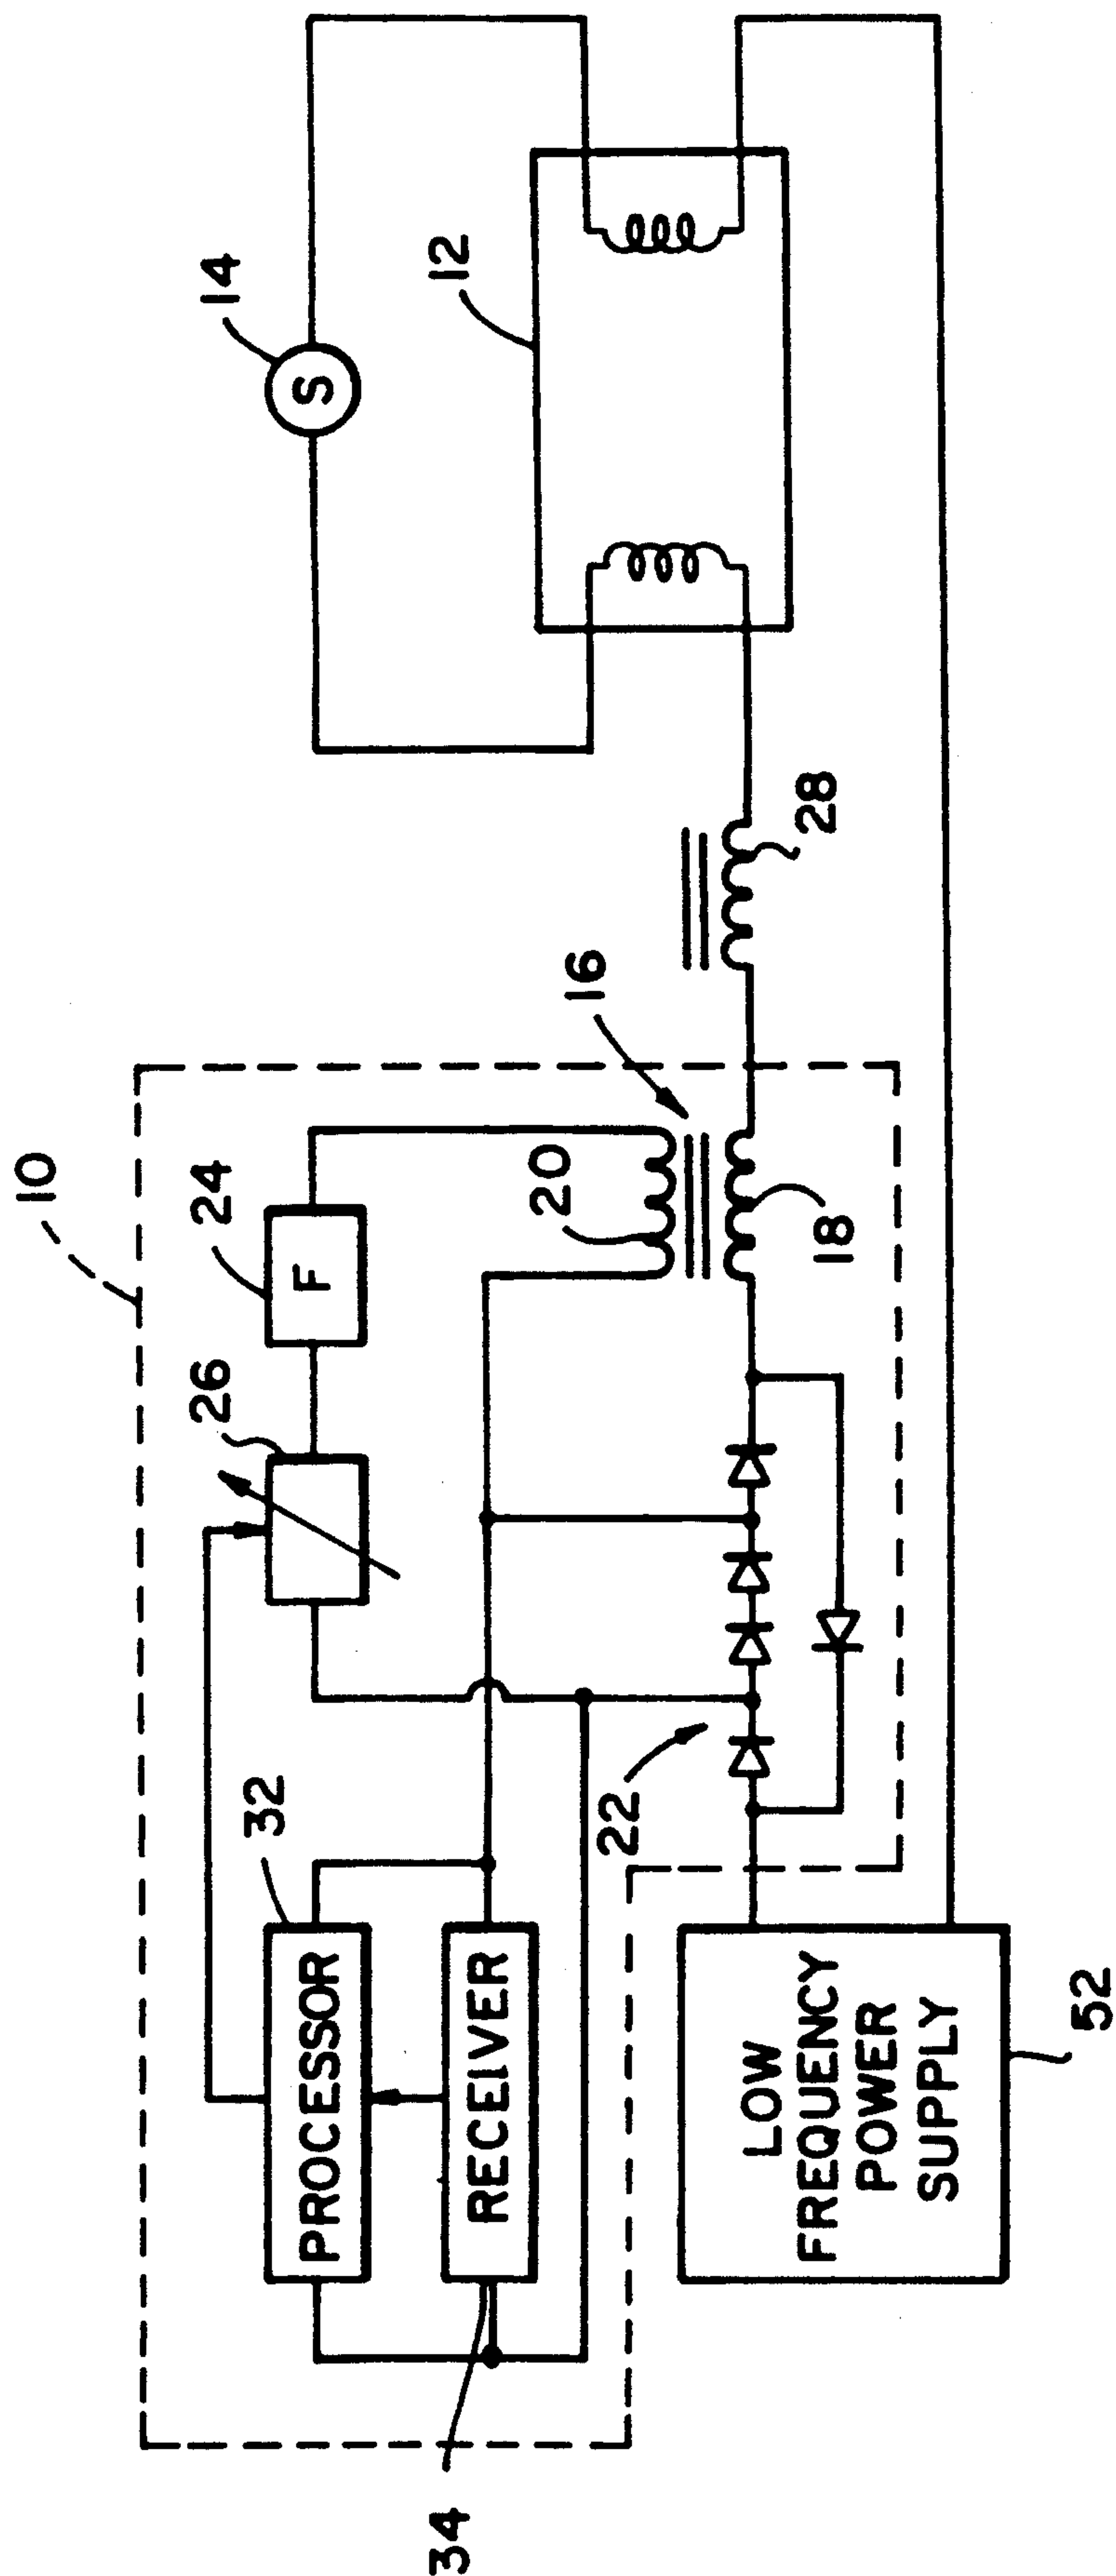 10
14
24
F
S
26
32
PROCESSOR
12
20
16
RECEIVER
34
28
18
22
LOW
FREQUENCY
POWER
SUPPLY
52